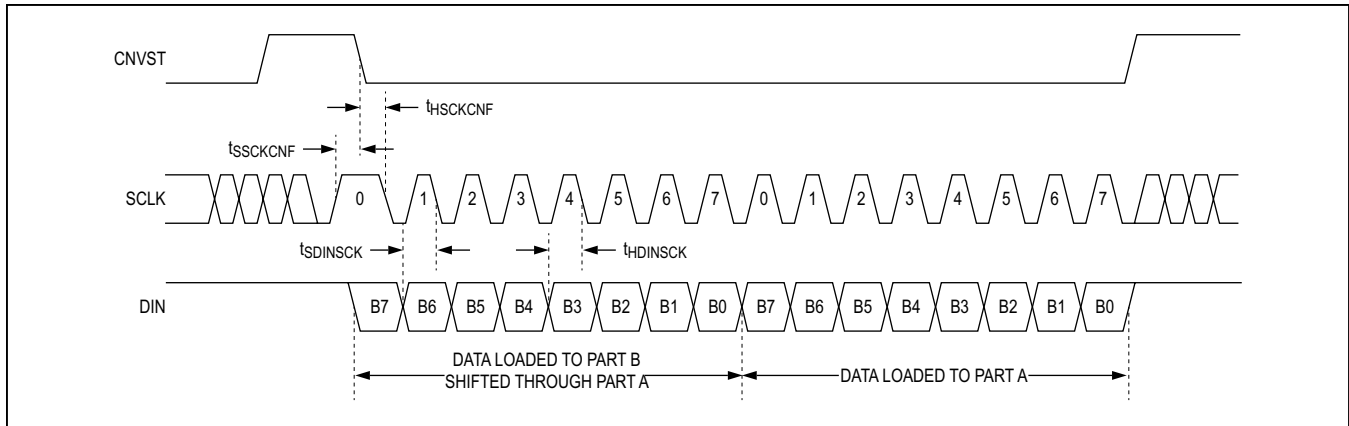 CNVST
tHSCKCNF
tSSCKCNF
SCLK 0 1 2 3 4 5 6 7 0 1 2 3 4 5 6 7
tSDINSCK tHDINSCK
DIN B7 B6 B5 B4 B3 B2 B1 B0 B7 B6 B5 B4 B3 B2 B1 B0
DATA LOADED TO PART B
SHIFTED THROUGH PART A
DATA LOADED TO PART A